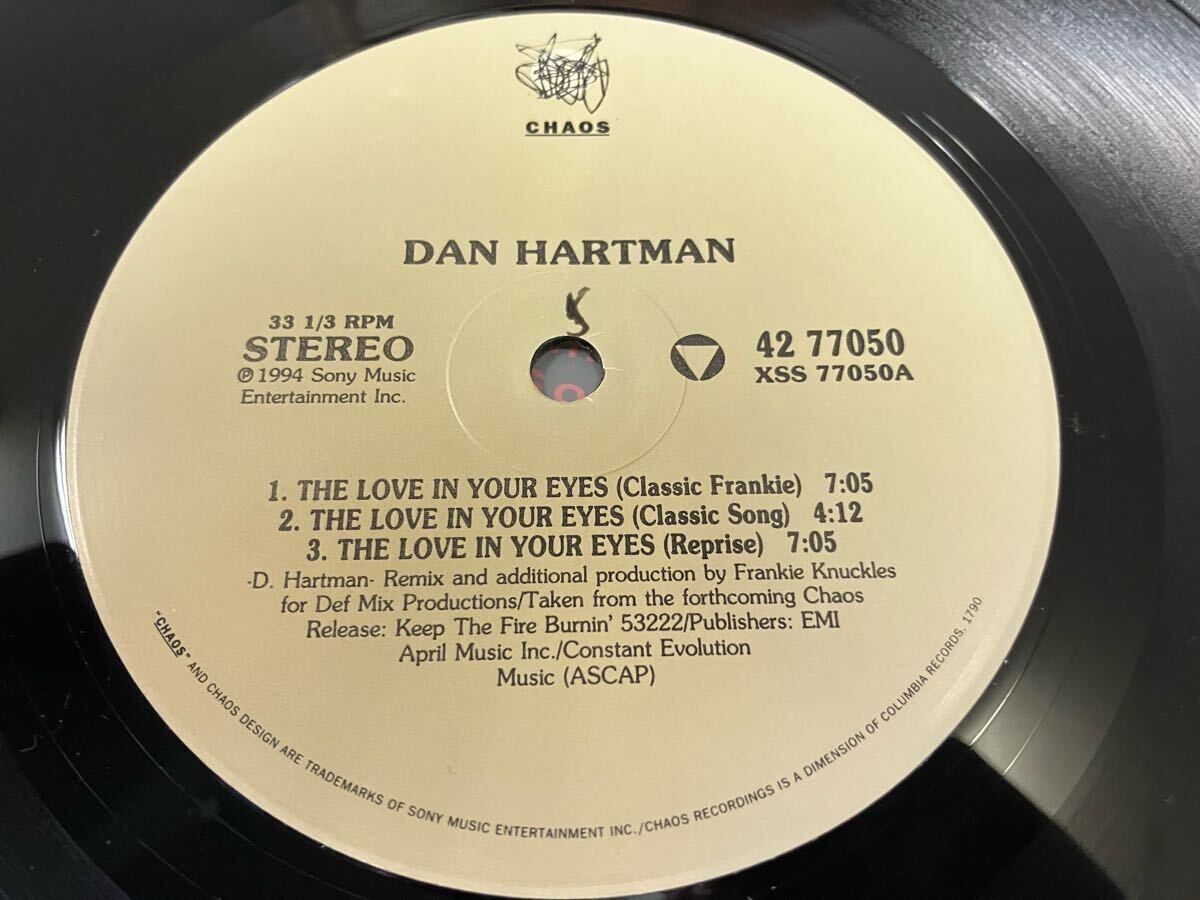 CHAOS
DAN HARTMAN
33 1/3 RPM
STEREO
℗ 1994 Sony Music
Entertainment Inc.
42 77050
XSS 77050A
1. THE LOVE IN YOUR EYES (Classic Frankie) 7:05
2. THE LOVE IN YOUR EYES (Classic Song) 4:12
3. THE LOVE IN YOUR EYES (Reprise) 7:05
-D. Hartman- Remix and additional production by Frankie Knuckles
for Def Mix Productions/Taken from the forthcoming Chaos
Release: Keep The Fire Burnin' 53222/Publishers: EMI
April Music Inc./Constant Evolution
Music (ASCAP)
"CHAOS" AND CHAOS DESIGN ARE TRADEMARKS OF SONY MUSIC ENTERTAINMENT INC./CHAOS RECORDINGS IS A DIMENSION OF COLUMBIA RECORDS. 1790